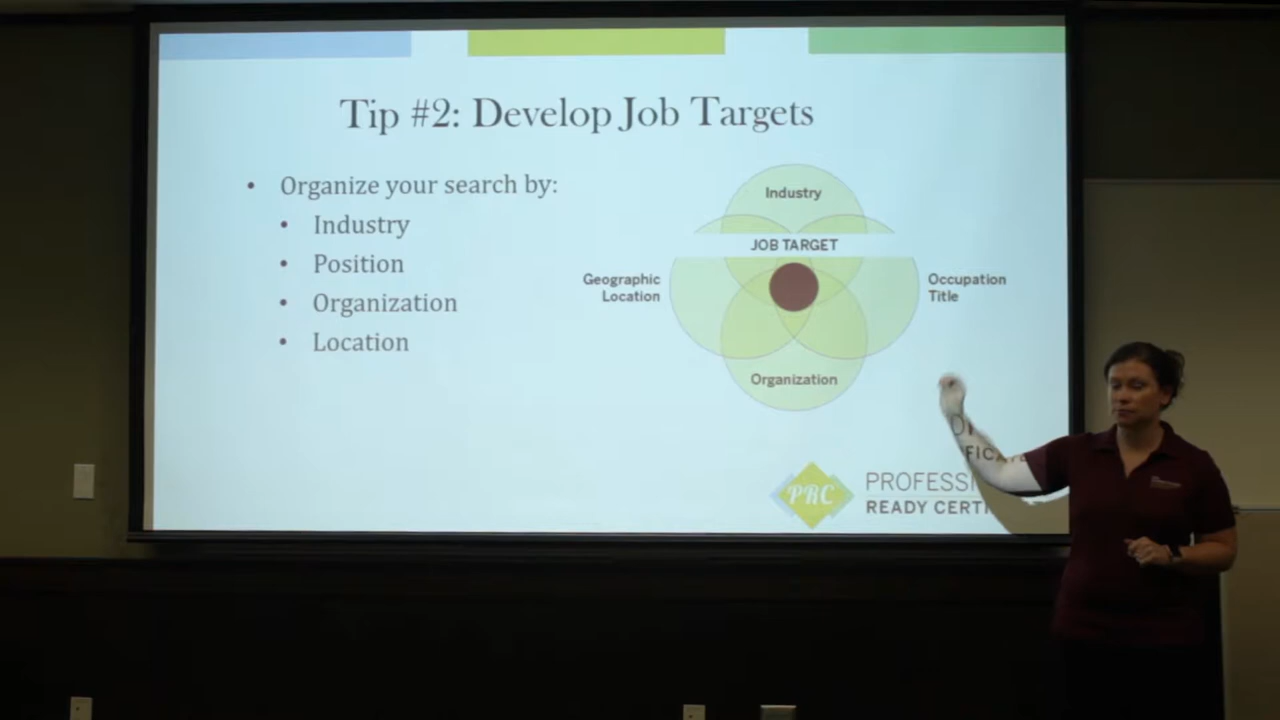 Tip #2: Develop Job Targets
• Organize your search by:
• Industry
• Position
• Organization
• Location
Industry
JOB TARGET
Geographic
Location
Occupation
Title
Organization
PRC
PROFESSI
READY CERTI
FICATE